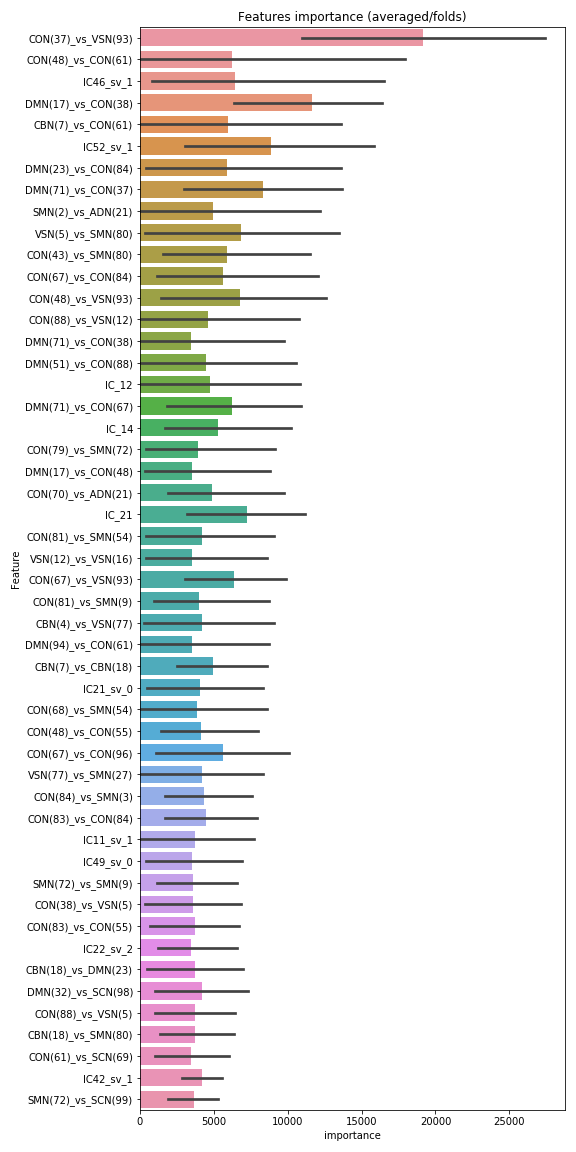 Features importance (averaged/folds)
CON(37)_vs_VSN(93)
CON(48)_vs_CON(61)
IC46_sv_1
DMN(17)_vs_CON(38)
CBN(7)_vs_CON(61)
IC52_sv_1
DMN(23)_vs_CON(84)
DMN(71)_vs_CON(37)
SMN(2)_vs_ADN(21)
VSN(5)_vs_SMN(80)
CON(43)_vs_SMN(80)
CON(67)_vs_CON(84)
CON(48)_vs_VSN(93)
CON(88)_vs_VSN(12)
DMN(71)_vs_CON(38)
DMN(51)_vs_CON(88)
IC_12
DMN(71)_vs_CON(67)
IC_14
CON(79)_vs_SMN(72)
DMN(17)_vs_CON(48)
CON(70)_vs_ADN(21)
IC_21
CON(81)_vs_SMN(54)
VSN(12)_vs_VSN(16)
CON(67)_vs_VSN(93)
CON(81)_vs_SMN(9)
CBN(4)_vs_VSN(77)
DMN(94)_vs_CON(61)
CBN(7)_vs_CBN(18)
IC21_sv_0
CON(68)_vs_SMN(54)
CON(48)_vs_CON(55)
CON(67)_vs_CON(96)
VSN(77)_vs_SMN(27)
CON(84)_vs_SMN(3)
CON(83)_vs_CON(84)
IC11_sv_1
IC49_sv_0
SMN(72)_vs_SMN(9)
CON(38)_vs_VSN(5)
CON(83)_vs_CON(55)
IC22_sv_2
CBN(18)_vs_DMN(23)
DMN(32)_vs_SCN(98)
CON(88)_vs_VSN(5)
CBN(18)_vs_SMN(80)
CON(61)_vs_SCN(69)
IC42_sv_1
SMN(72)_vs_SCN(99)
Feature
0 5000 10000 15000 20000 25000
importance